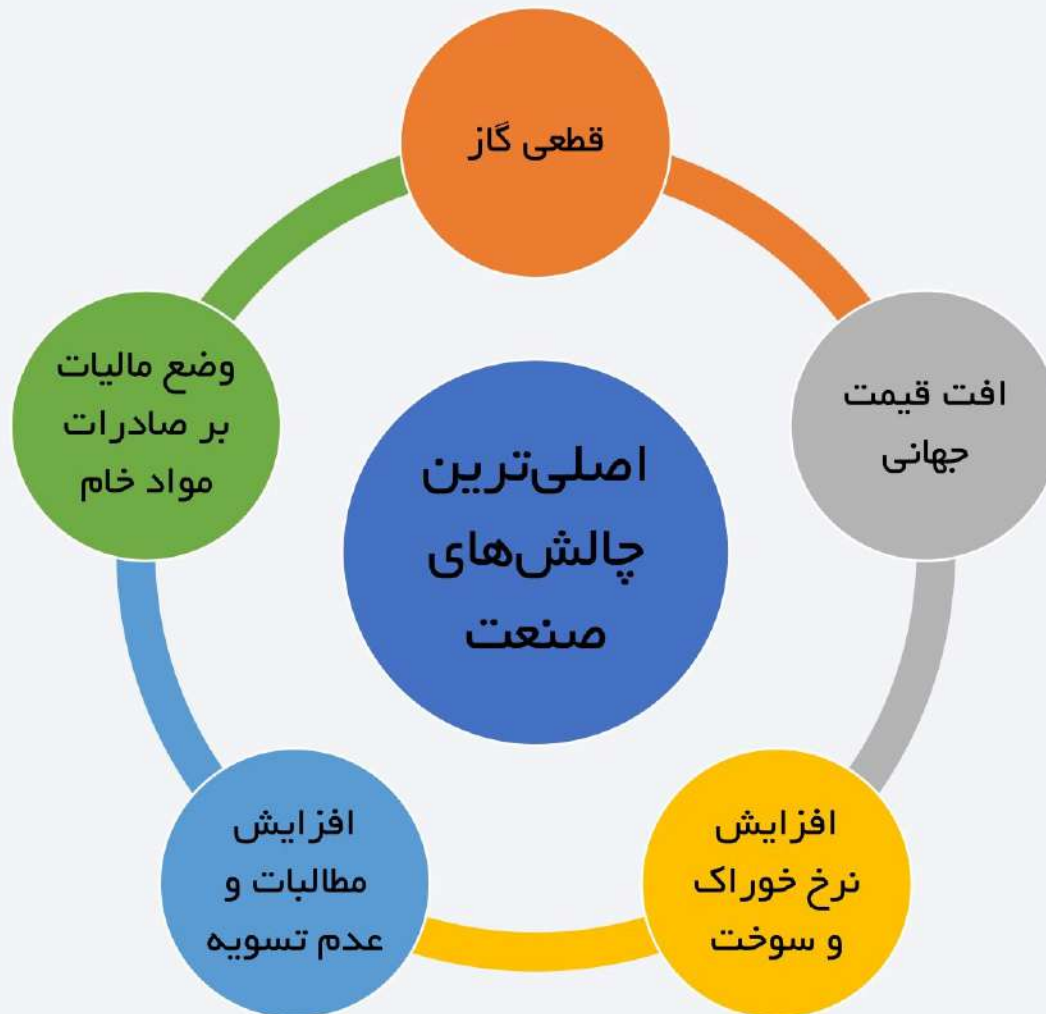 قطعی گاز
افت قیمت
جهانی
افزایش
نرخ خوراک
و سوخت
افزایش
مطالبات و
عدم تسویه
وضع مالیات
بر صادرات
مواد خام
اصلی‌ترین
چالش‌های
صنعت